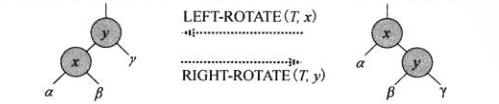 LEFT-ROTATE(T, x)
y
x
x
γ
y
α
α
RIGHT-ROTATE(T, y)
β
β
γ